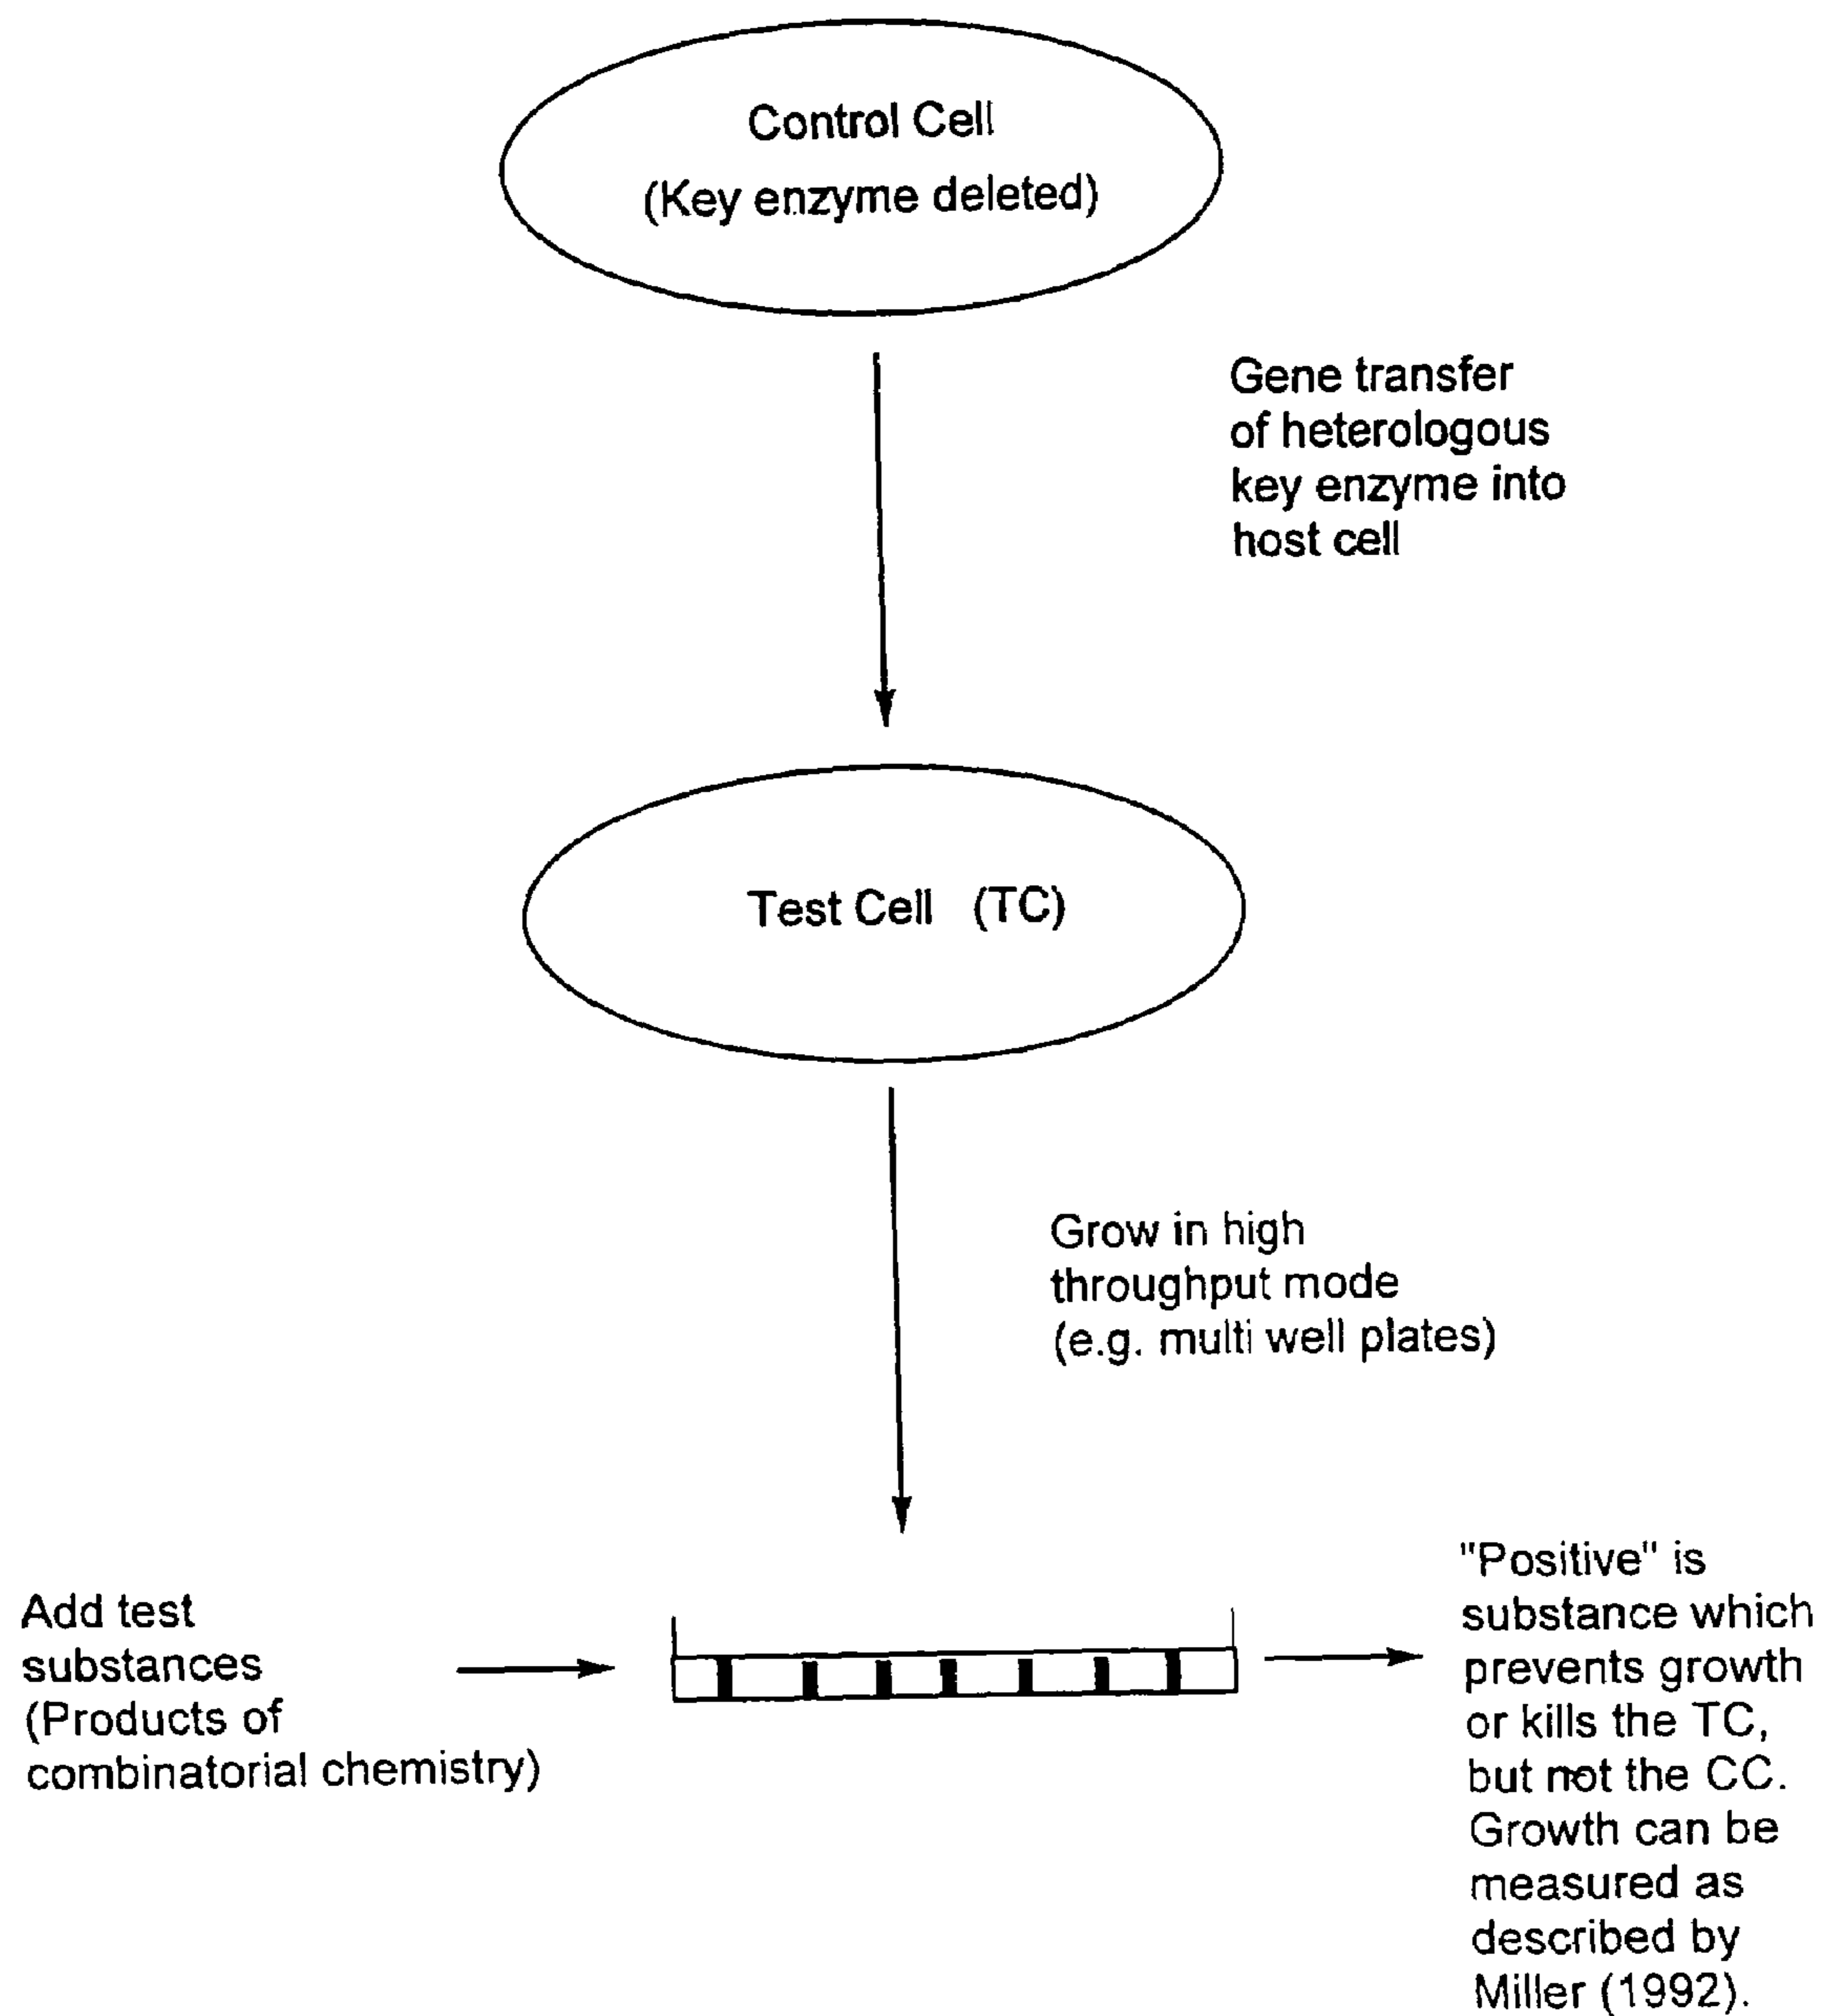 Control Cell
(Key enzyme deleted)
Gene transfer
of heterologous
key enzyme into
host cell
Test Cell (TC)
Grow in high
throughput mode
(e.g. multi well plates)
Add test
substances
(Products of
combinatorial chemistry)
"Positive" is
substance which
prevents growth
or kills the TC,
but not the CC.
Growth can be
measured as
described by
Miller (1992).